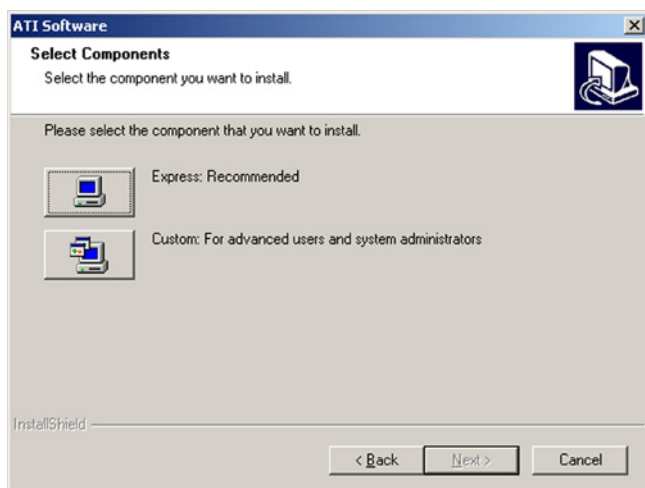 ATI Software
Select Components
Select the component you want to install.
Please select the component that you want to install.
Express: Recommended
Custom: For advanced users and system administrators
InstallShield
< Back Next > Cancel